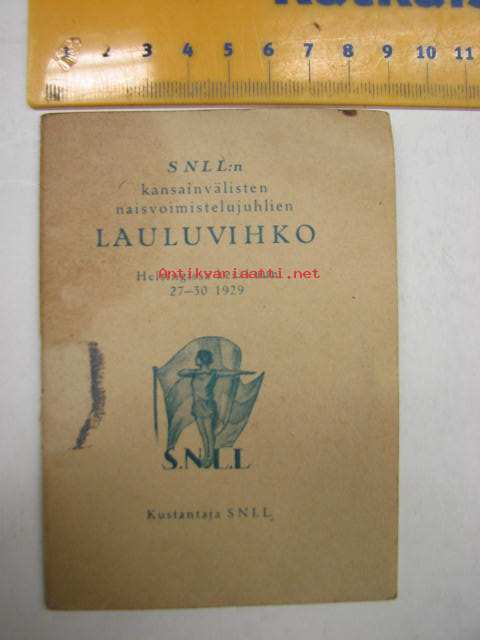 1 2 3 4 5 6 7 8 9 10 11
SNLL:n
kansainvälisten
naisvoimistelujuhlien
LAULUVIHKO
Helsingissä
Antikvariaatti.net
27—30 1929
S.N.L.L
Kustantaja SNLL.